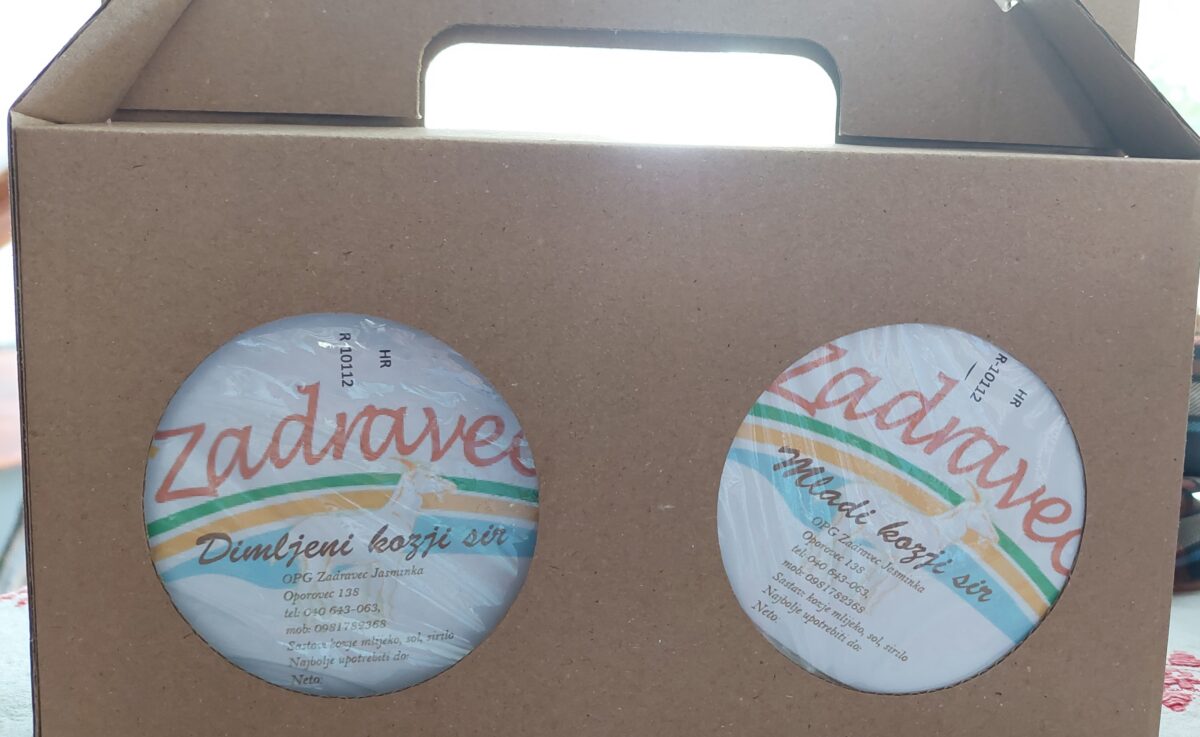 HR
R-10112
Zadravec
Dimljeni kozji sir
OPG Zadravec Jasminka
Oporovec 138
tel: 040 643-063,
mob: 0981782368
Sastav: kozje mlijeko, sol, sirilo
Najbolje upotrebiti do:
Neto:
HR
R-10112
Zadravec
Mladi kozji sir
OPG Zadravec Jasminka
Oporovec 138
tel: 040 643-063,
mob: 0981782368
Sastav: kozje mlijeko, sol, sirilo
Najbolje upotrebiti do:
Neto: